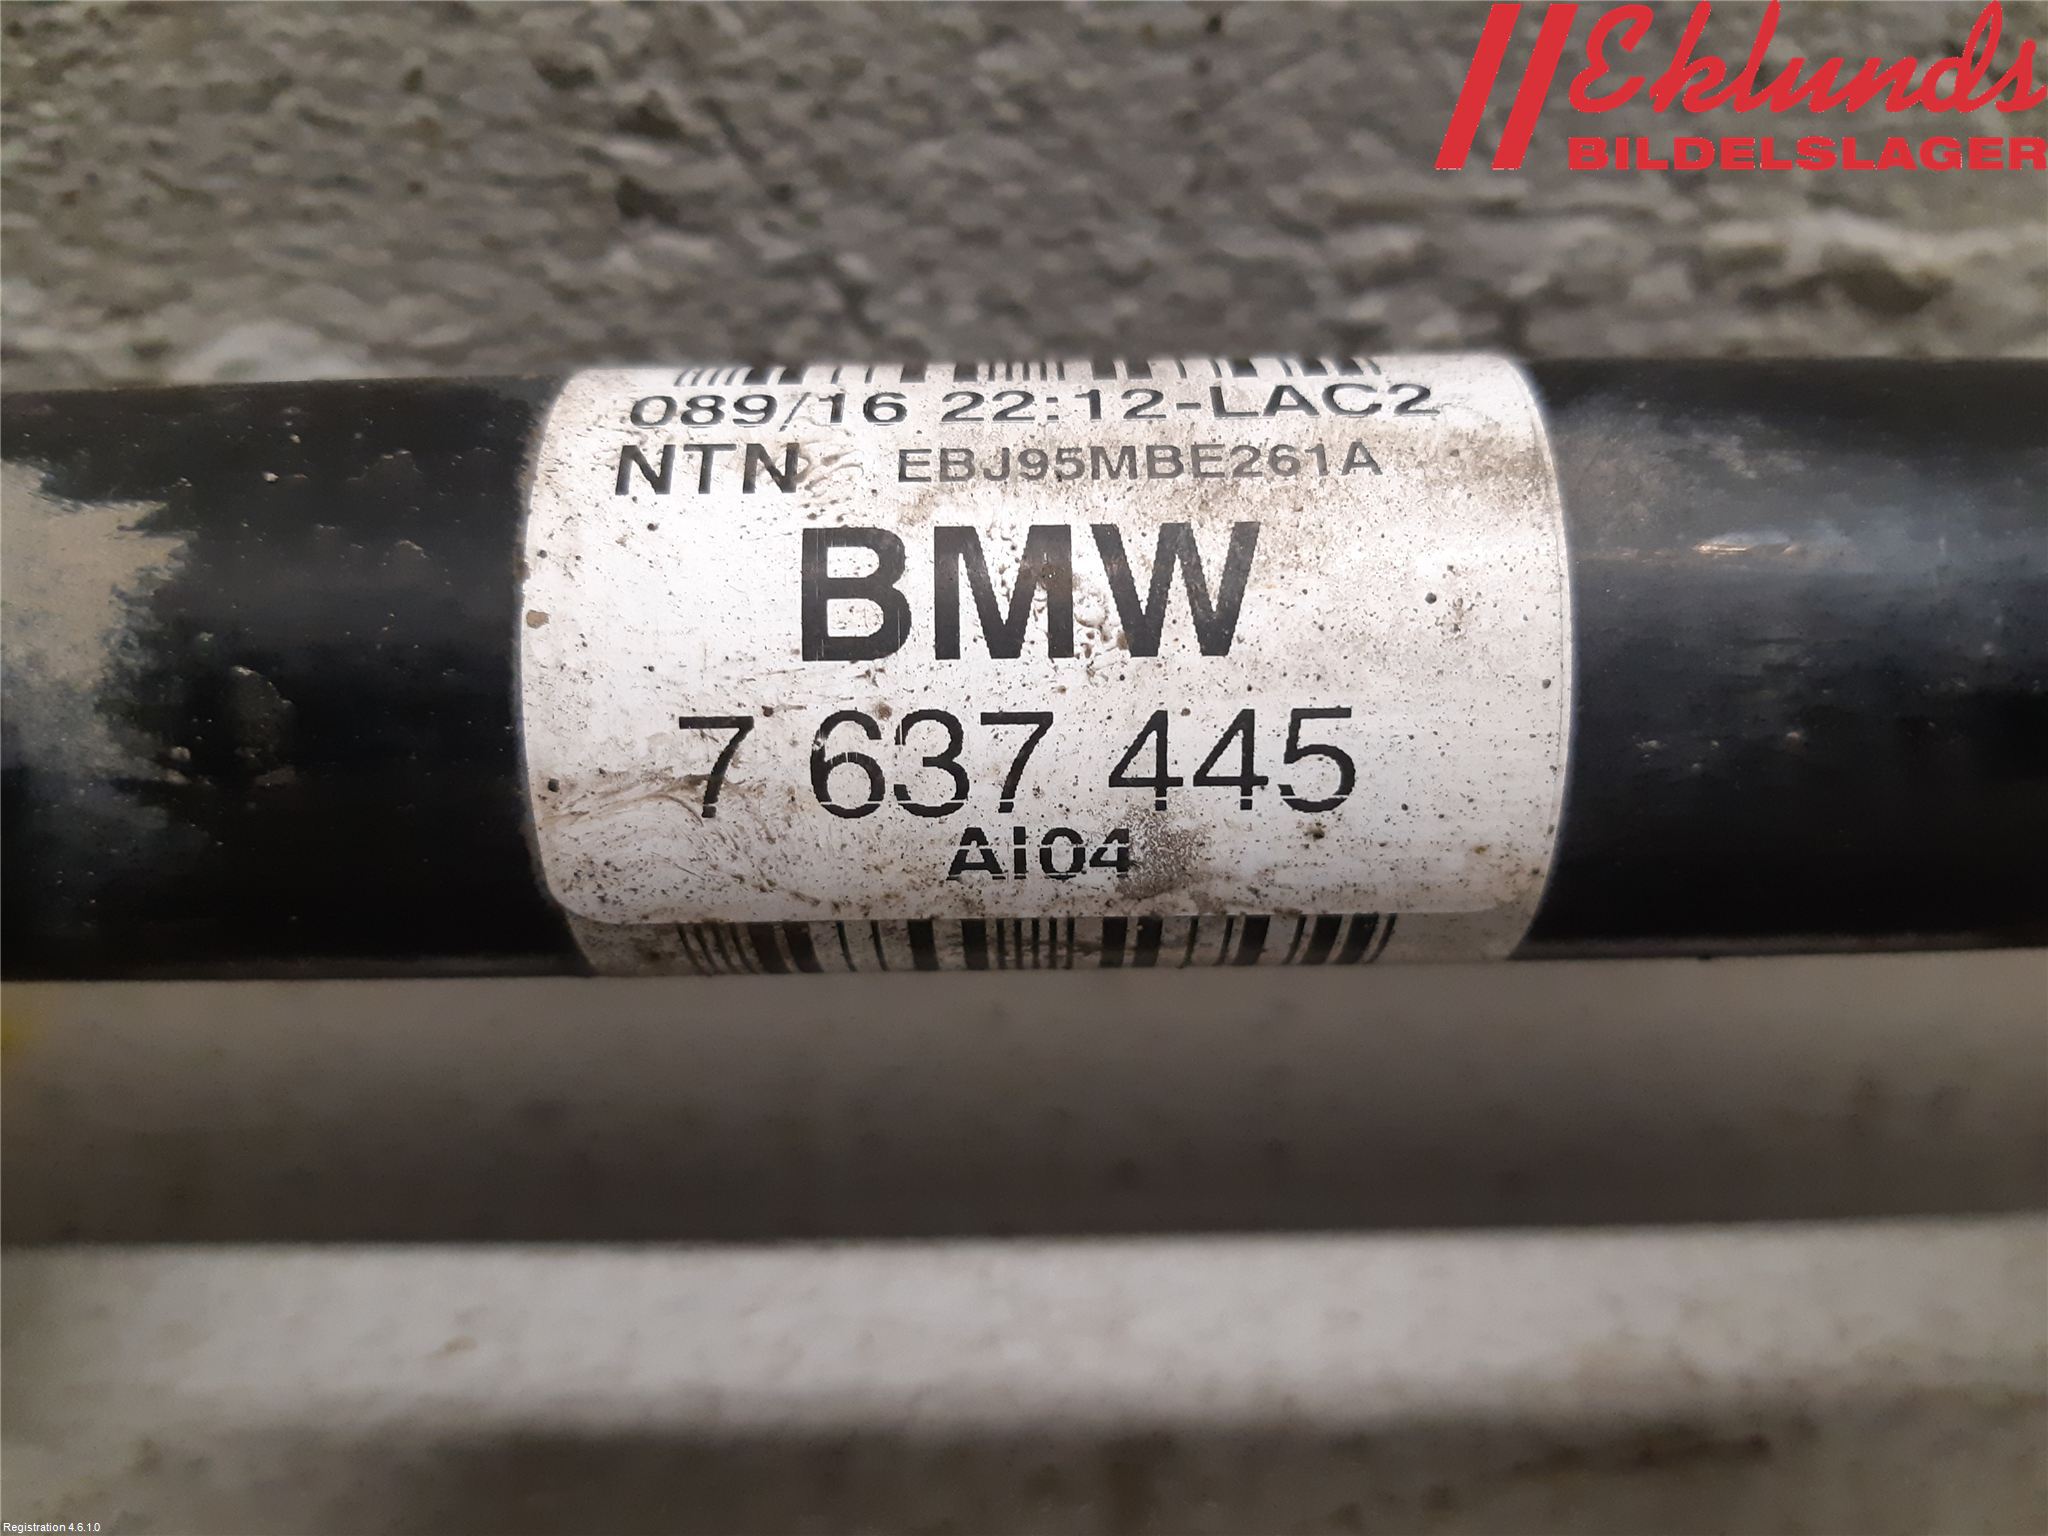 Eklunds
BILDELSLAGER
089/16 22:12-LAC2
NTN EBJ95MBE261A
BMW
7 637 445
AI04
Registration 4.6.1.0